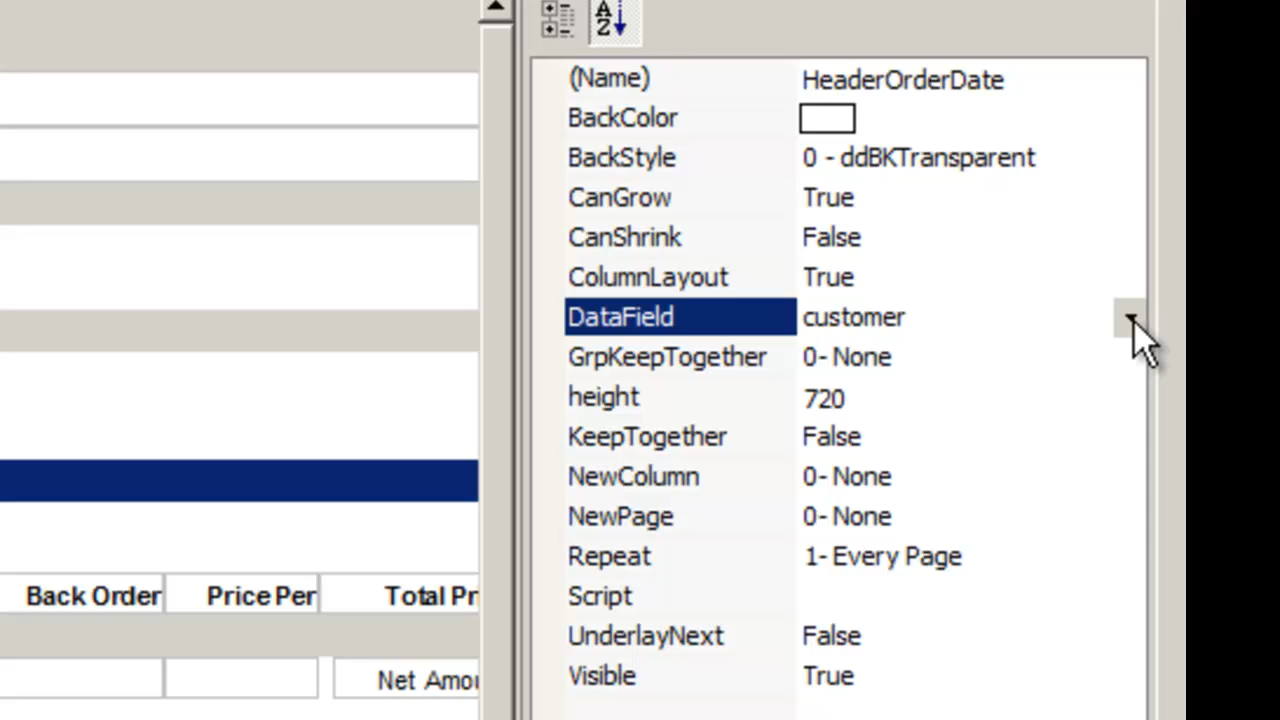 (Name) HeaderOrderDate
BackColor
BackStyle 0 - ddBKTransparent
CanGrow True
CanShrink False
ColumnLayout True
DataField customer
GrpKeepTogether 0- None
height 720
KeepTogether False
NewColumn 0- None
NewPage 0- None
Repeat 1- Every Page
Script
UnderlayNext False
Visible True
Back Order Price Per Total Pr
Net Amou